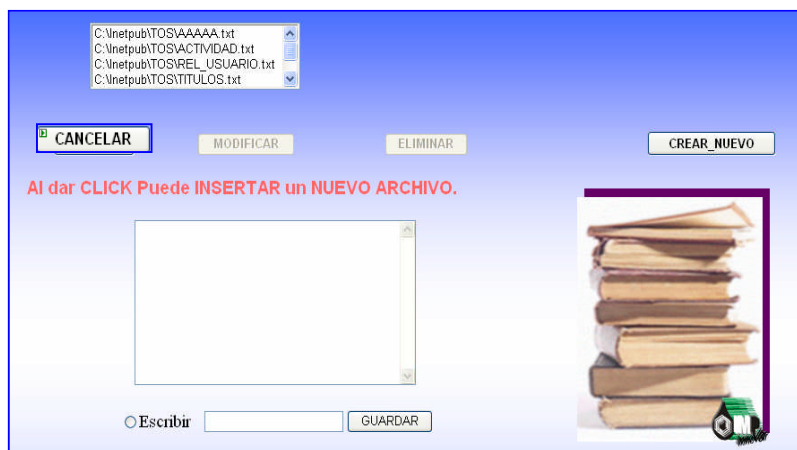 C:\Inetpub\TOS\AAAAA.txt
C:\Inetpub\TOS\ACTIVIDAD.txt
C:\Inetpub\TOS\REL_USUARIO.txt
C:\Inetpub\TOS\TITULOS.txt
CANCELAR MODIFICAR ELIMINAR CREAR_NUEVO
Al dar CLICK Puede INSERTAR un NUEVO ARCHIVO.
Escribir GUARDAR